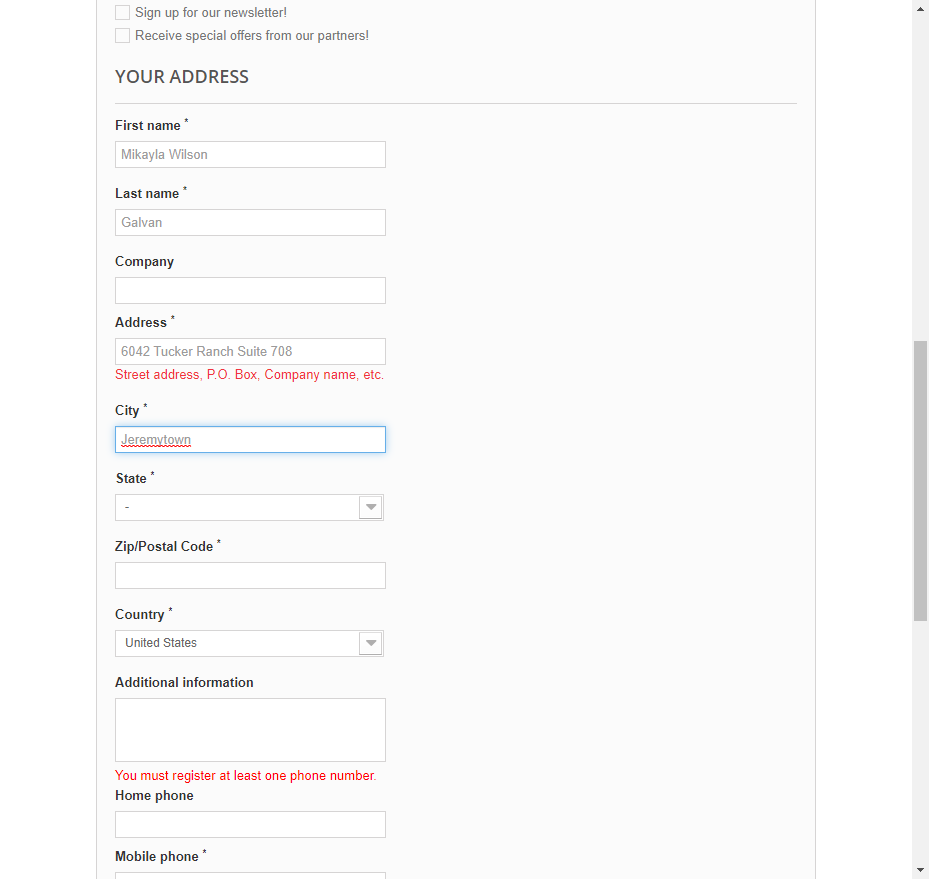 Sign up for our newsletter!
Receive special offers from our partners!
YOUR ADDRESS
First name *
Mikayla Wilson
Last name *
Galvan
Company
Address *
6042 Tucker Ranch Suite 708
Street address, P.O. Box, Company name, etc.
City *
Jeremytown
State *
-
Zip/Postal Code *
Country *
United States
Additional information
You must register at least one phone number.
Home phone
Mobile phone *